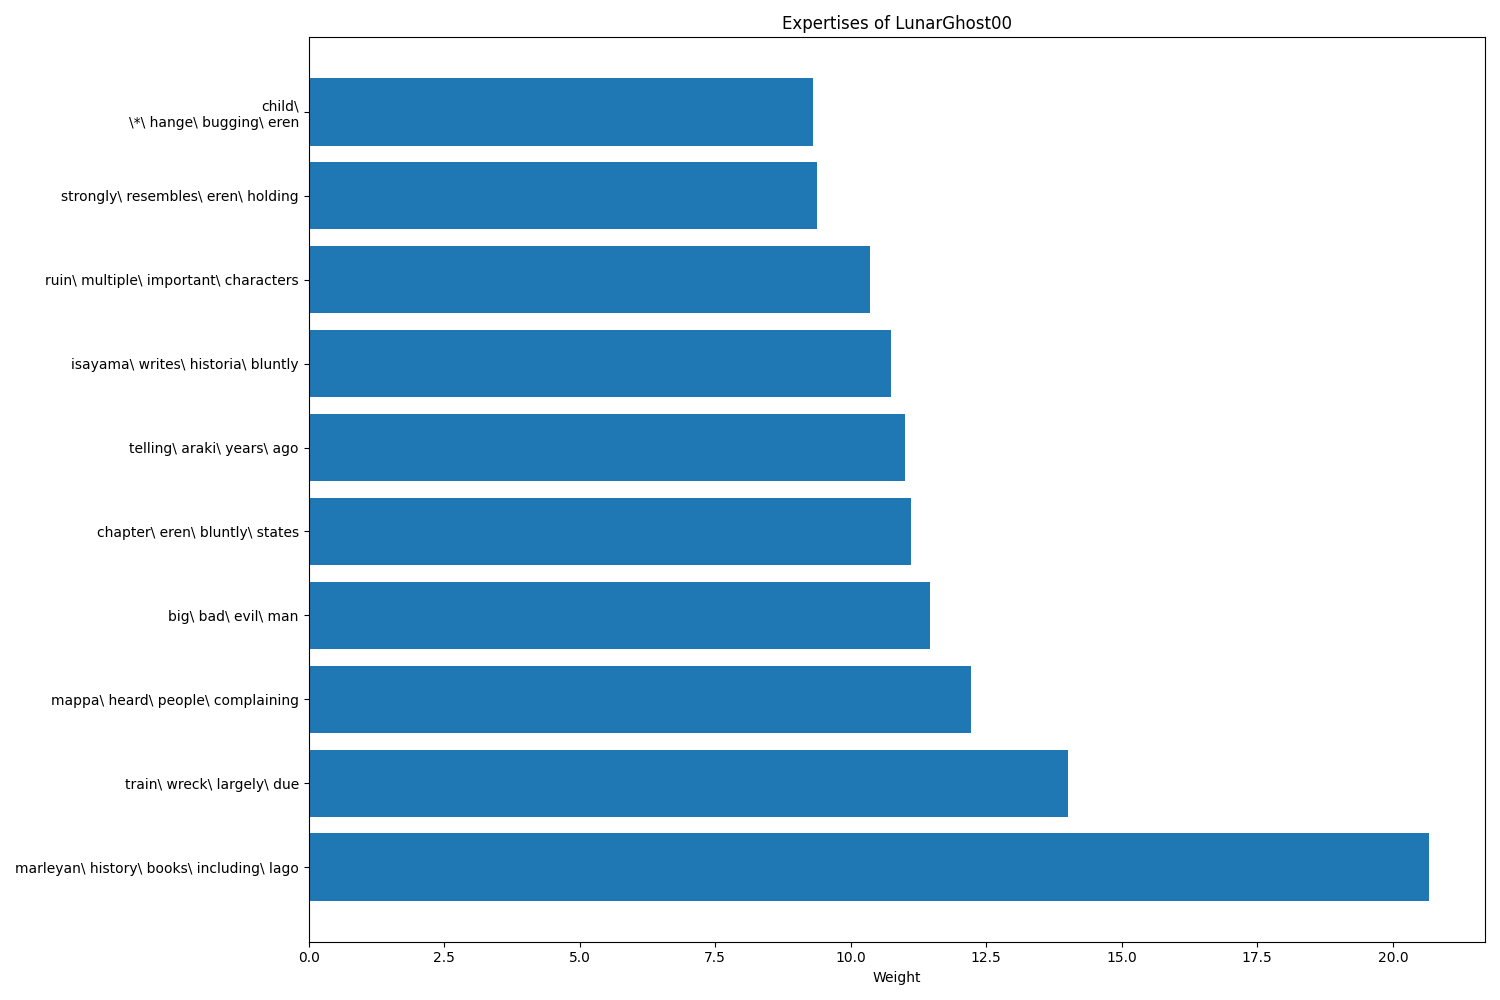 Expertises of LunarGhost00
child\
\*\ hange\ bugging\ eren
strongly\ resembles\ eren\ holding
ruin\ multiple\ important\ characters
isayama\ writes\ historia\ bluntly
telling\ araki\ years\ ago
chapter\ eren\ bluntly\ states
big\ bad\ evil\ man
mappa\ heard\ people\ complaining
train\ wreck\ largely\ due
marleyan\ history\ books\ including\ lago
0.0 2.5 5.0 7.5 10.0 12.5 15.0 17.5 20.0
Weight